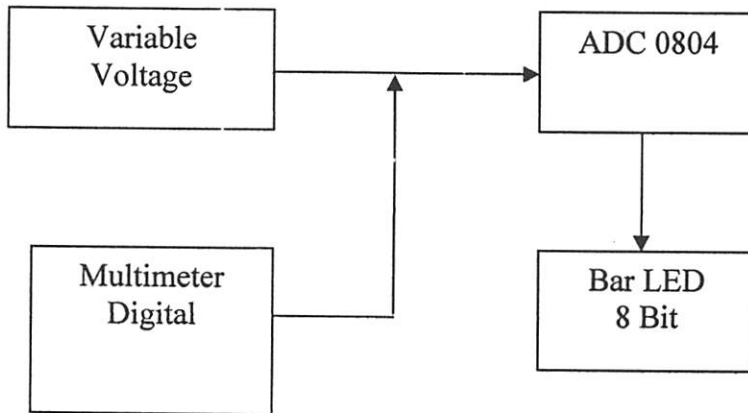 Variable
Voltage
ADC 0804
Multimeter
Digital
Bar LED
8 Bit